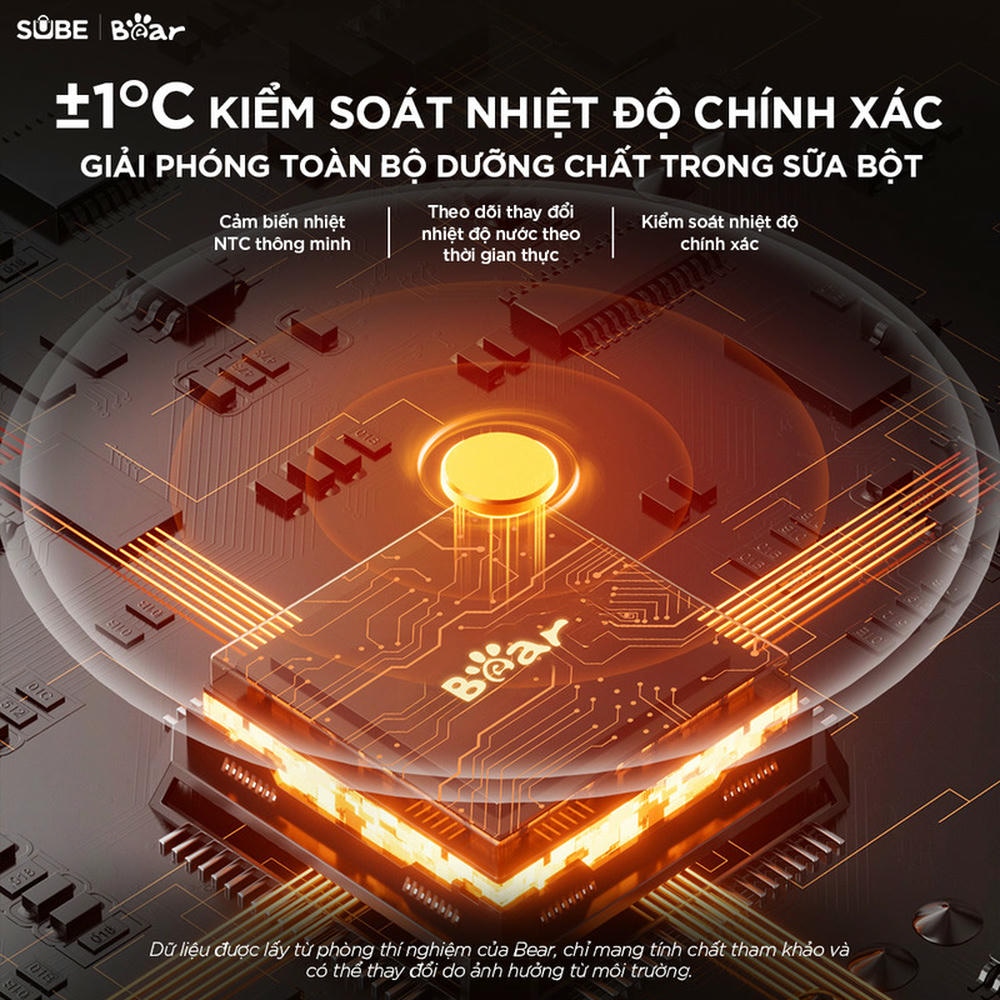 SÙBE | Bear
±1°C KIỂM SOÁT NHIỆT ĐỘ CHÍNH XÁC
GIẢI PHÓNG TOÀN BỘ DƯỠNG CHẤT TRONG SỮA BỘT
Cảm biến nhiệt
NTC thông minh
Theo dõi thay đổi
nhiệt độ nước theo
thời gian thực
Kiểm soát nhiệt độ
chính xác
Bear
Dữ liệu được lấy từ phòng thí nghiệm của Bear, chỉ mang tính chất tham khảo và
có thể thay đổi do ảnh hưởng từ môi trường.